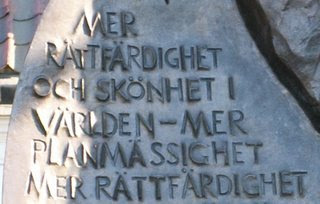 MER
RÄTTFÄRDIGHET
OCH SKÖNHET I
VÄRLDEN–MER
PLANMÄSSIGHET
MER RÄTTFÄRDIGHET